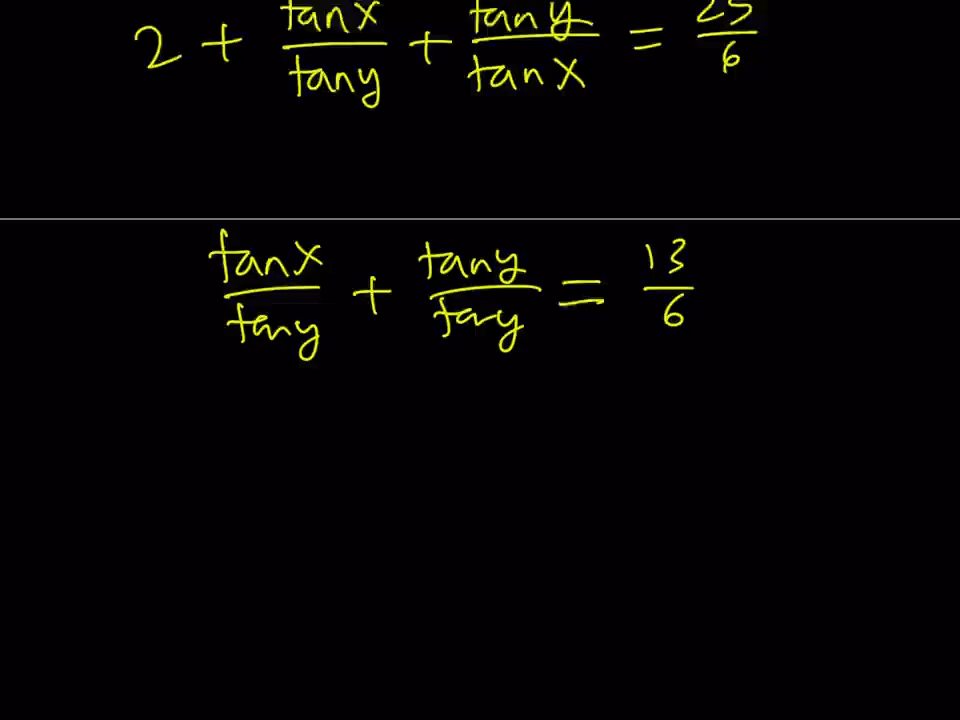 2 + tanx/tany + tany/tanx = 25/6
tanx/tany + tany/tany = 13/6